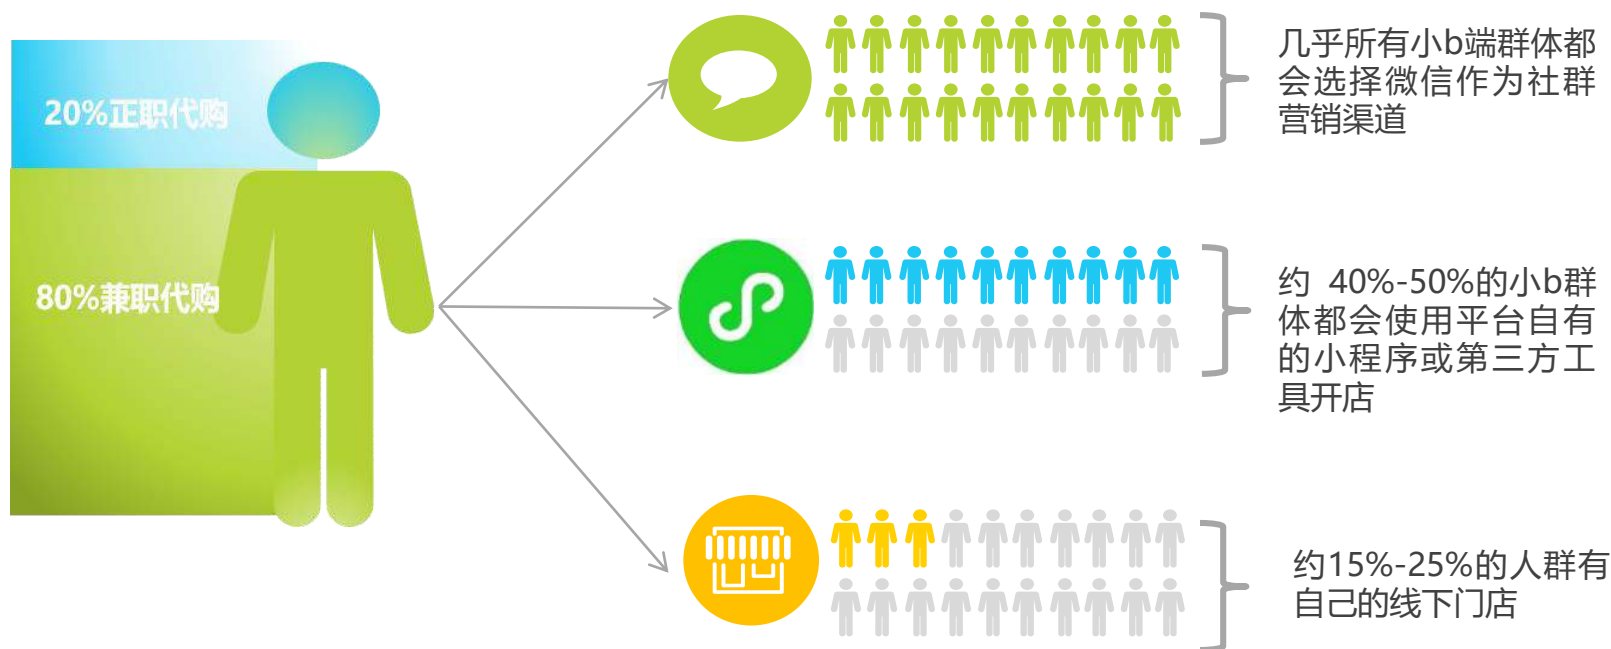 20%正职代购
80%兼职代购
几乎所有小b端群体都
会选择微信作为社群
营销渠道
约 40%-50%的小b群
体都会使用平台自有
的小程序或第三方工
具开店
约15%-25%的人群有
自己的线下门店